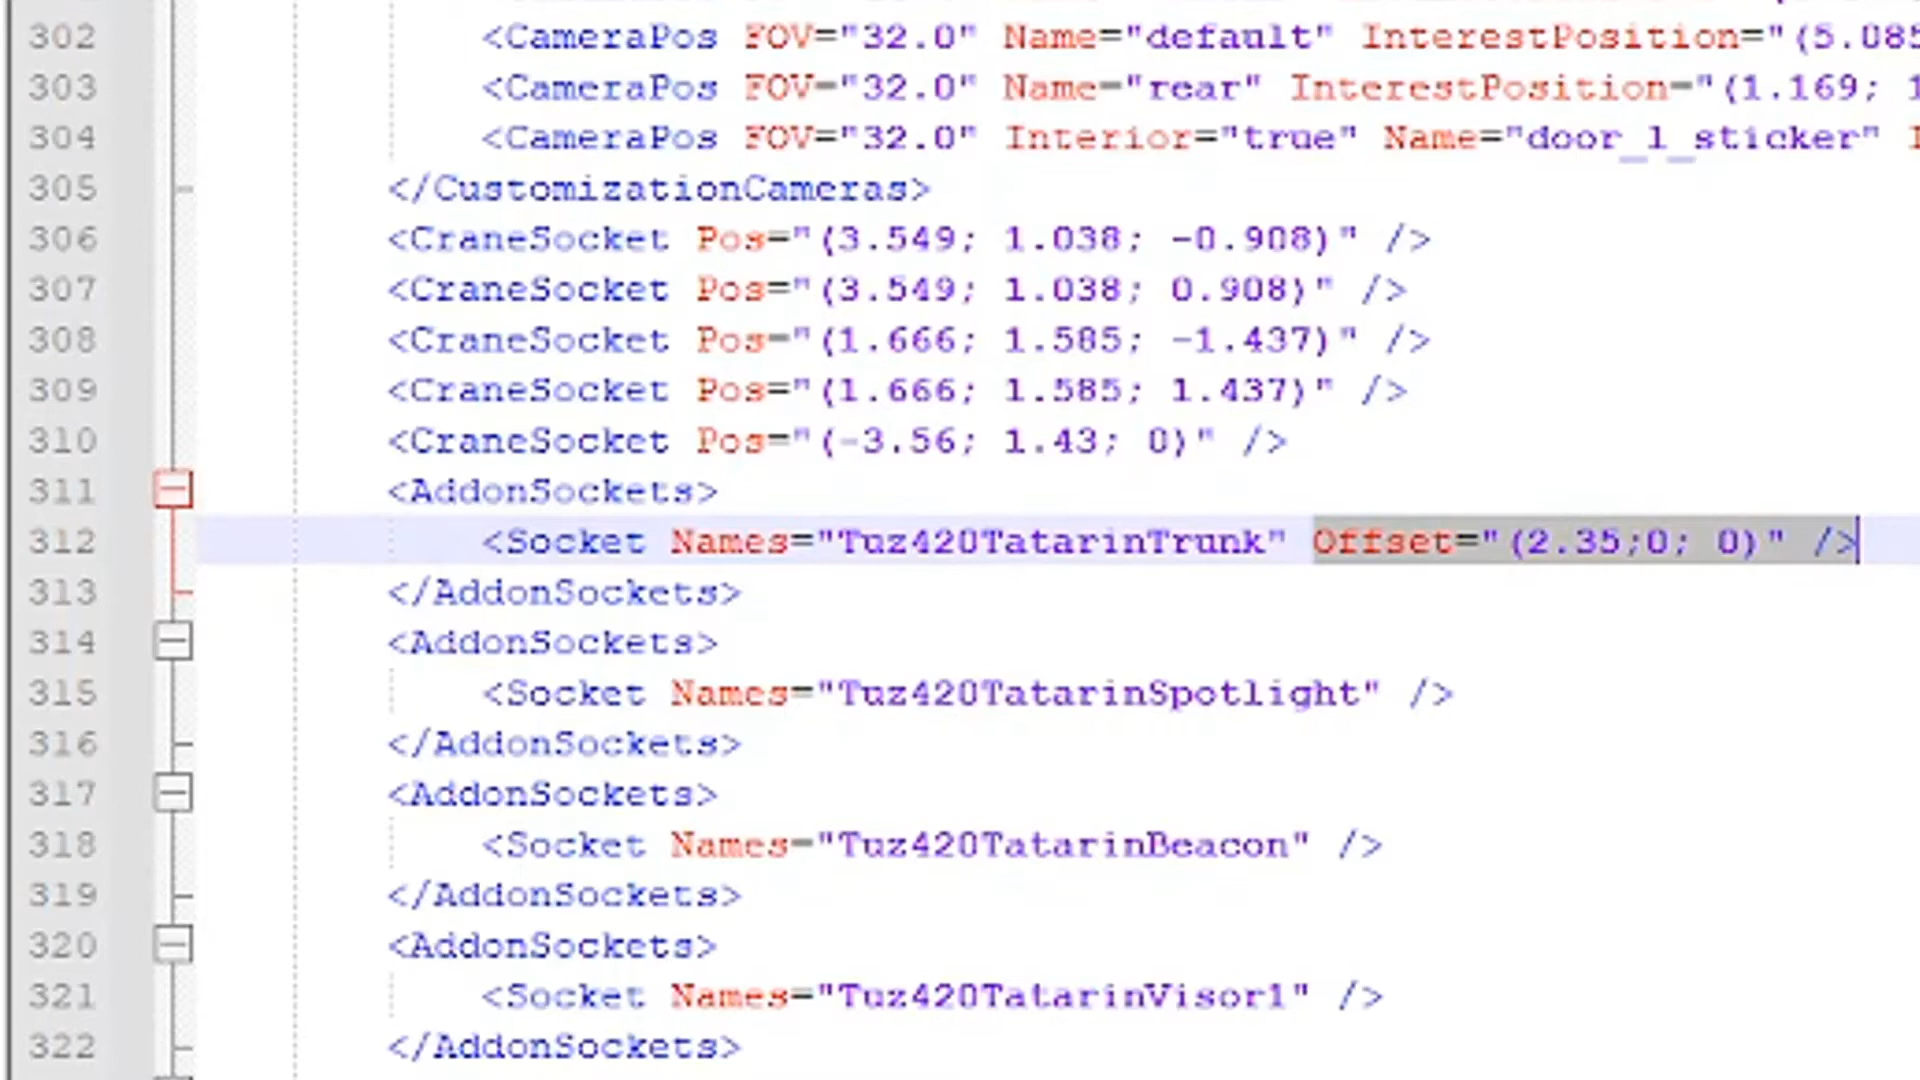 302 <CameraPos FOV="32.0" Name="default" InterestPosition="(5.085
303 <CameraPos FOV="32.0" Name="rear" InterestPosition="(1.169; 1
304 <CameraPos FOV="32.0" Interior="true" Name="door_l_sticker" I
305 </CustomizationCameras>
306 <CraneSocket Pos="(3.549; 1.038; -0.908)" />
307 <CraneSocket Pos="(3.549; 1.038; 0.908)" />
308 <CraneSocket Pos="(1.666; 1.585; -1.437)" />
309 <CraneSocket Pos="(1.666; 1.585; 1.437)" />
310 <CraneSocket Pos="(-3.56; 1.43; 0)" />
311 <AddonSockets>
312 <Socket Names="Tuz420TatarinTrunk" Offset="(2.35;0; 0)" />
313 </AddonSockets>
314 <AddonSockets>
315 <Socket Names="Tuz420TatarinSpotlight" />
316 </AddonSockets>
317 <AddonSockets>
318 <Socket Names="Tuz420TatarinBeacon" />
319 </AddonSockets>
320 <AddonSockets>
321 <Socket Names="Tuz420TatarinVisor1" />
322 </AddonSockets>